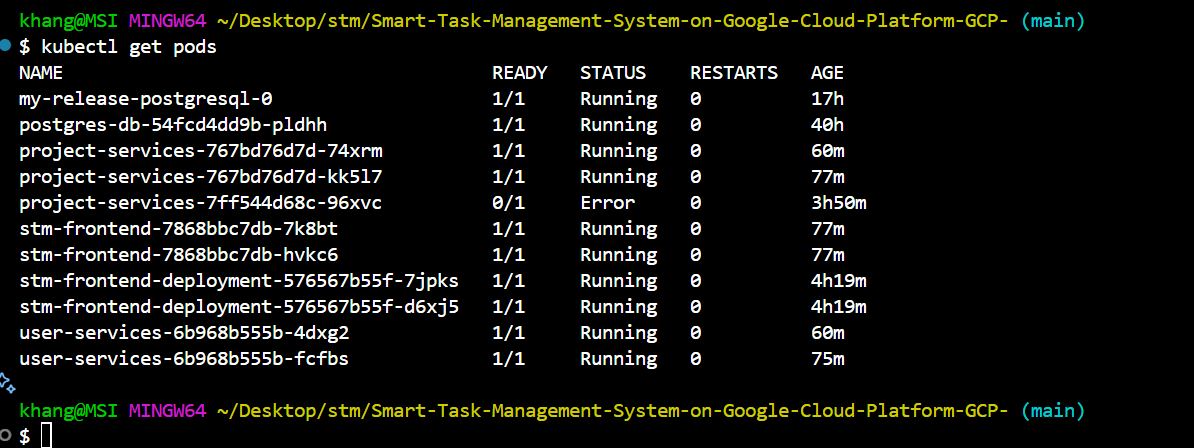 khang@MSI MINGW64 ~/Desktop/stm/Smart-Task-Management-System-on-Google-Cloud-Platform-GCP- (main)
$ kubectl get pods
NAME READY STATUS RESTARTS AGE
my-release-postgresql-0 1/1 Running 0 17h
postgres-db-54fcd4dd9b-pldhh 1/1 Running 0 40h
project-services-767bd76d7d-74xrm 1/1 Running 0 60m
project-services-767bd76d7d-kk5l7 1/1 Running 0 77m
project-services-7ff544d68c-96xvc 0/1 Error 0 3h50m
stm-frontend-7868bbc7db-7k8bt 1/1 Running 0 77m
stm-frontend-7868bbc7db-hvkc6 1/1 Running 0 77m
stm-frontend-deployment-576567b55f-7jpks 1/1 Running 0 4h19m
stm-frontend-deployment-576567b55f-d6xj5 1/1 Running 0 4h19m
user-services-6b968b555b-4dxg2 1/1 Running 0 60m
user-services-6b968b555b-fcfbs 1/1 Running 0 75m
khang@MSI MINGW64 ~/Desktop/stm/Smart-Task-Management-System-on-Google-Cloud-Platform-GCP- (main)
$